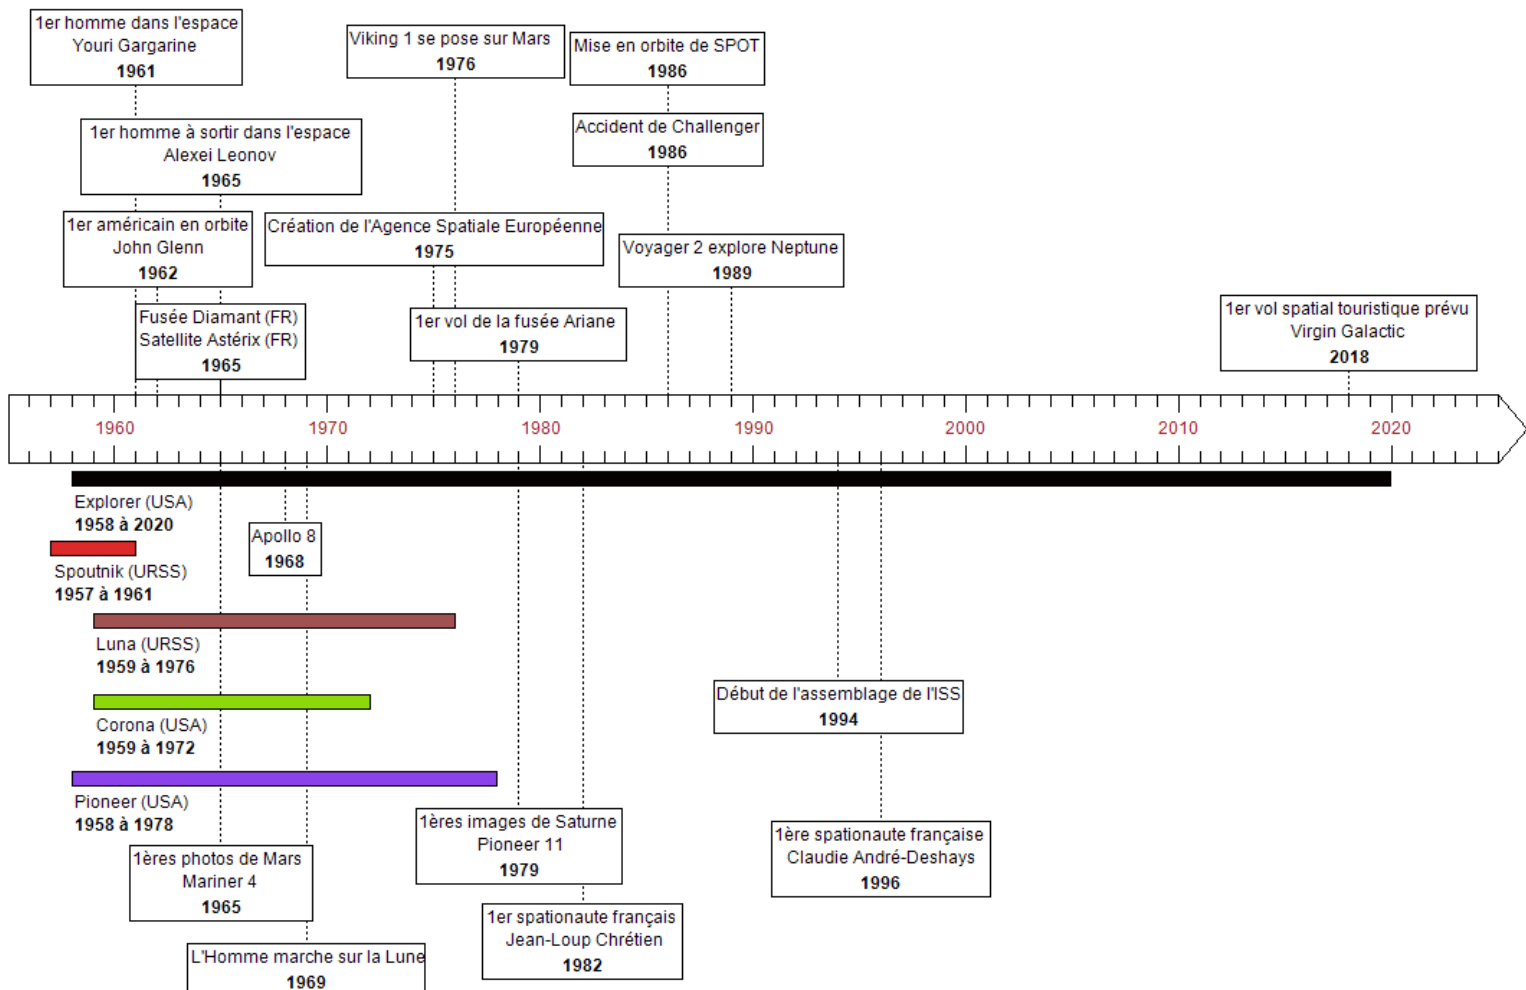 1er homme dans l'espace
Youri Gargarine
1961
Viking 1 se pose sur Mars
1976
Mise en orbite de SPOT
1986
1er homme à sortir dans l'espace
Alexei Leonov
1965
Accident de Challenger
1986
1er américain en orbite
John Glenn
1962
Création de l'Agence Spatiale Européenne
1975
Voyager 2 explore Neptune
1989
Fusée Diamant (FR)
Satellite Astérix (FR)
1965
1er vol de la fusée Ariane
1979
1er vol spatial touristique prévu
Virgin Galactic
2018
1960 1970 1980 1990 2000 2010 2020
Explorer (USA)
1958 à 2020
Apollo 8
1968
Spoutnik (URSS)
1957 à 1961
Luna (URSS)
1959 à 1976
Début de l'assemblage de l'ISS
1994
Corona (USA)
1959 à 1972
Pioneer (USA)
1958 à 1978
1ères images de Saturne
Pioneer 11
1979
1ère spationaute française
Claudie André-Deshays
1996
1ères photos de Mars
Mariner 4
1965
1er spationaute français
Jean-Loup Chrétien
1982
L'Homme marche sur la Lune
1969